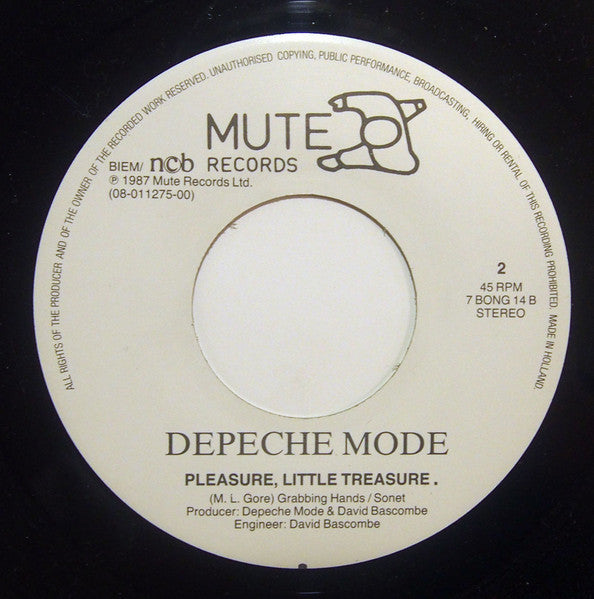 ALL RIGHTS OF THE PRODUCER AND OF THE OWNER OF THE RECORDED WORK RESERVED. UNAUTHORISED COPYING, PUBLIC PERFORMANCE, BROADCASTING, HIRING OR RENTAL OF THIS RECORDING PROHIBITED. MADE IN HOLLAND.
MUTE
BIEM/ ncb RECORDS
℗ 1987 Mute Records Ltd.
(08-011275-00)
2
45 RPM
7 BONG 14 B
STEREO
DEPECHE MODE
PLEASURE, LITTLE TREASURE.
(M. L. Gore) Grabbing Hands / Sonet
Producer: Depeche Mode & David Bascombe
Engineer: David Bascombe